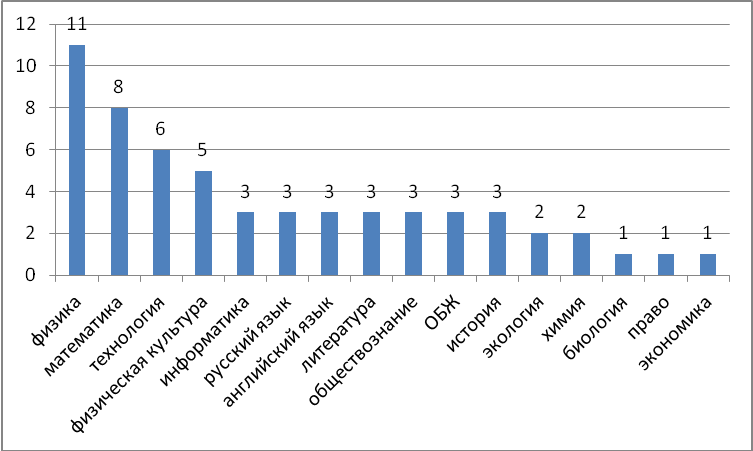 12
10
8
6
4
2
0
11
8
6
5
3
3
3
3
3
3
3
2
2
1
1
1
физика
математика
технология
физическая культура
информатика
русский язык
английский язык
литература
обществознание
ОБЖ
история
экология
химия
биология
право
экономика